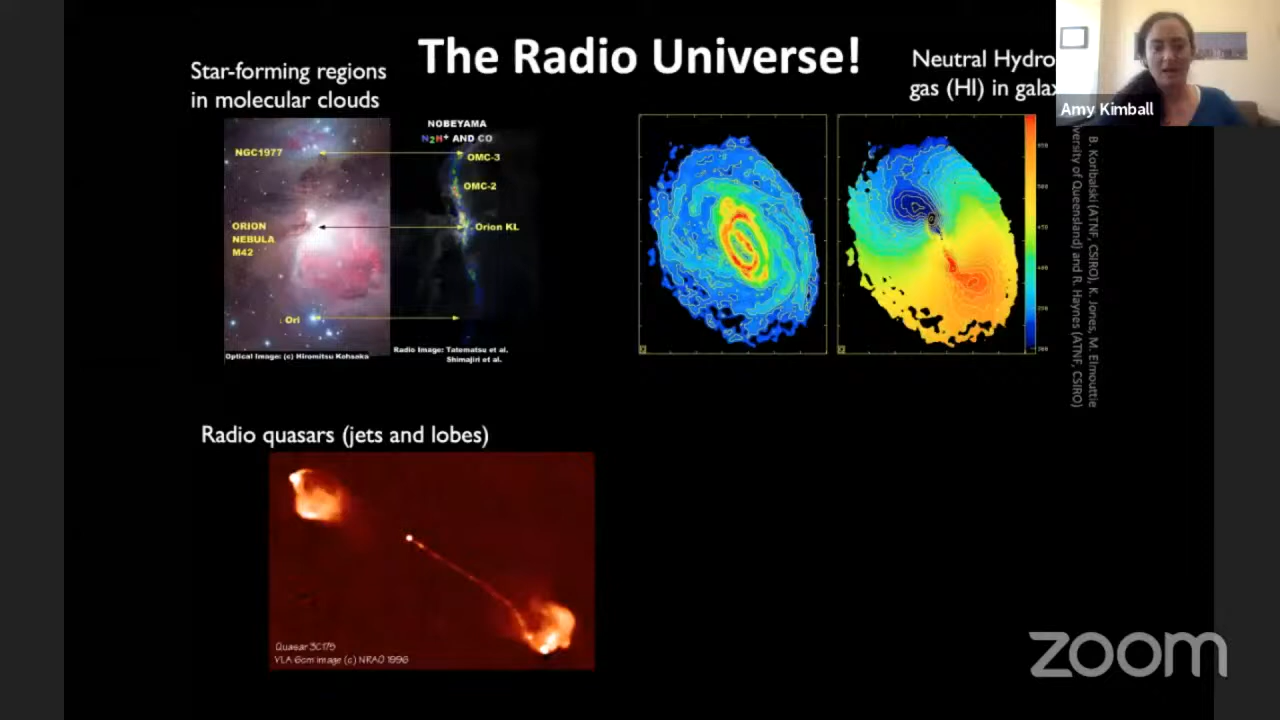 The Radio Universe!
Star-forming regions
in molecular clouds
Neutral Hydro
gas (HI) in gala
Amy Kimball
NGC1977
ORION
NEBULA
M42
Ori
Optical Image: (c) Hiromitsu Kohsaka
NOBEYAMA
N2H+ AND CO
OMC-3
OMC-2
Orion KL
Radio Image: Tatematsu et al.
Shimajiri et al.
B. Koribalski (ATNF, CSIRO), K. Jones, M. Elmouttie
versity of Queensland) and R. Haynes (ATNF, CSIRO)
Radio quasars (jets and lobes)
Quasar 3C175
VLA 6cm image (c) NRAO 1996
zoom